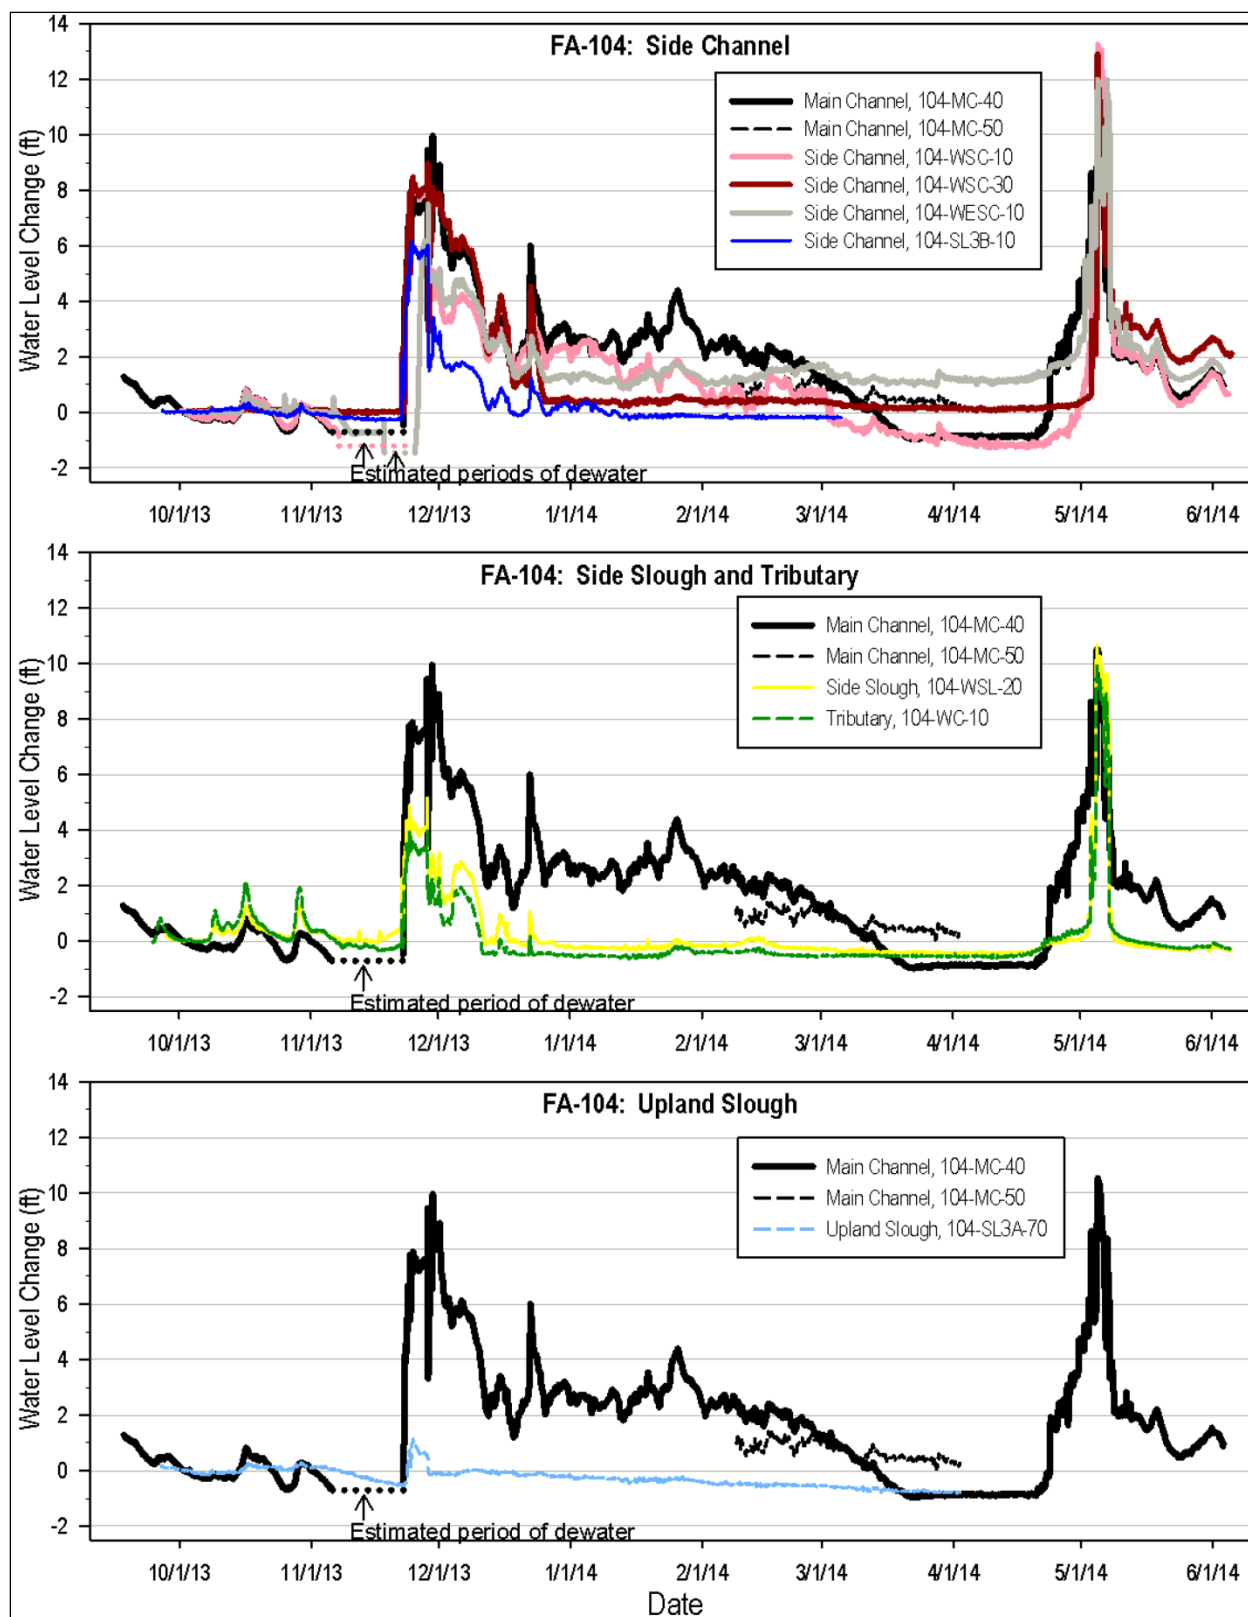 FA-104: Side Channel
Water Level Change (ft)
14
12
10
8
6
4
2
0
-2
Main Channel, 104-MC-40
Main Channel, 104-MC-50
Side Channel, 104-WSC-10
Side Channel, 104-WSC-30
Side Channel, 104-WESC-10
Side Channel, 104-SL3B-10
Estimated periods of dewater
10/1/13 11/1/13 12/1/13 1/1/14 2/1/14 3/1/14 4/1/14 5/1/14 6/1/14
FA-104: Side Slough and Tributary
Water Level Change (ft)
14
12
10
8
6
4
2
0
-2
Main Channel, 104-MC-40
Main Channel, 104-MC-50
Side Slough, 104-WSL-20
Tributary, 104-WC-10
Estimated period of dewater
10/1/13 11/1/13 12/1/13 1/1/14 2/1/14 3/1/14 4/1/14 5/1/14 6/1/14
FA-104: Upland Slough
Water Level Change (ft)
14
12
10
8
6
4
2
0
-2
Main Channel, 104-MC-40
Main Channel, 104-MC-50
Upland Slough, 104-SL3A-70
Estimated period of dewater
10/1/13 11/1/13 12/1/13 1/1/14 2/1/14 3/1/14 4/1/14 5/1/14 6/1/14
Date